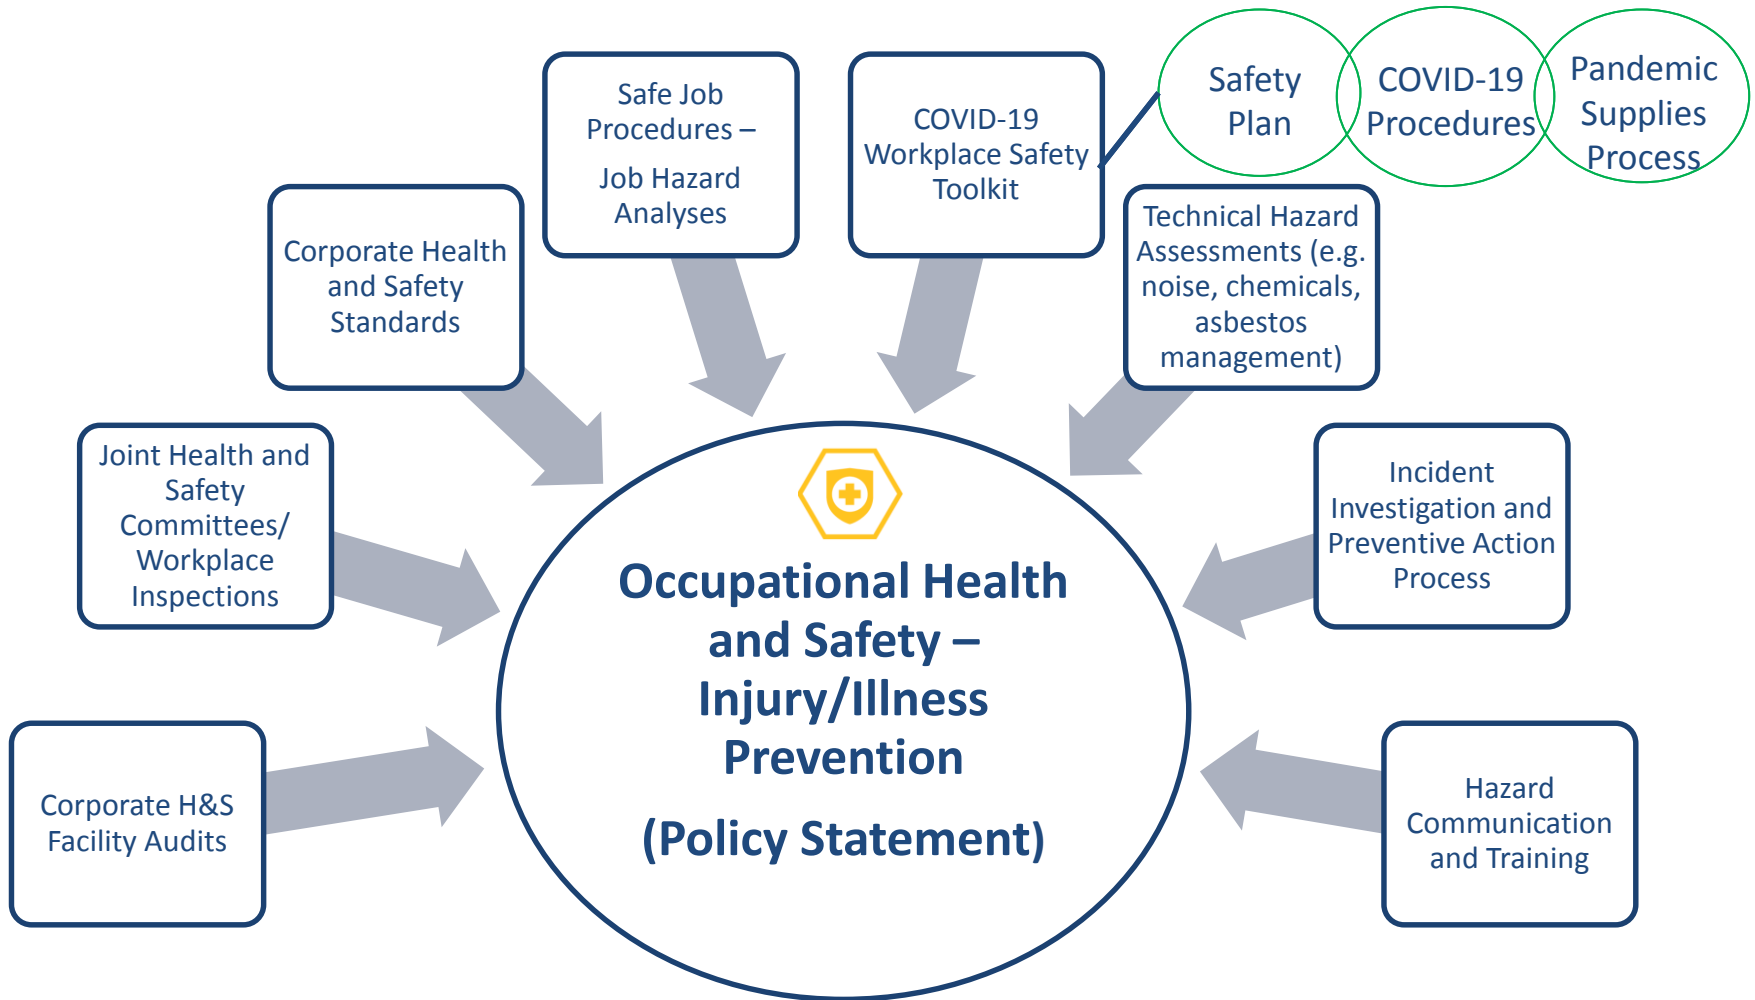 Safety
Plan
COVID-19
Procedures
Pandemic
Supplies
Process
Safe Job
Procedures –
Job Hazard
Analyses
COVID-19
Workplace Safety
Toolkit
Corporate Health
and Safety
Standards
Technical Hazard
Assessments (e.g.
noise, chemicals,
asbestos
management)
Joint Health and
Safety
Committees/
Workplace
Inspections
Incident
Investigation and
Preventive Action
Process
Occupational Health
and Safety –
Injury/Illness
Prevention
(Policy Statement)
Corporate H&S
Facility Audits
Hazard
Communication
and Training